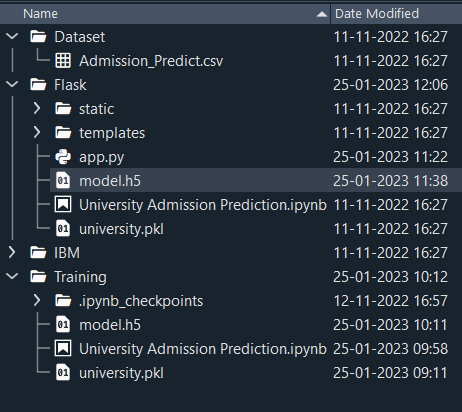 Name Date Modified
Dataset 11-11-2022 16:27
Admission_Predict.csv 11-11-2022 16:27
Flask 25-01-2023 12:06
static 11-11-2022 16:27
templates 11-11-2022 16:27
app.py 25-01-2023 11:22
01 model.h5 25-01-2023 11:38
University Admission Prediction.ipynb 11-11-2022 16:27
01 university.pkl 11-11-2022 16:27
IBM 11-11-2022 16:27
Training 25-01-2023 10:12
.ipynb_checkpoints 12-11-2022 16:57
01 model.h5 25-01-2023 10:11
University Admission Prediction.ipynb 25-01-2023 09:58
01 university.pkl 25-01-2023 09:11